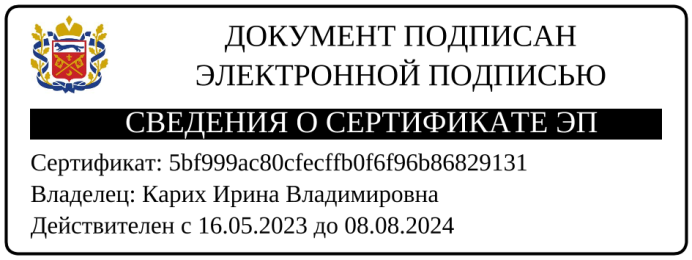 ДОКУМЕНТ ПОДПИСАН
ЭЛЕКТРОННОЙ ПОДПИСЬЮ
СВЕДЕНИЯ О СЕРТИФИКАТЕ ЭП
Сертификат: 5bf999ac80cfecffb0f6f96b86829131
Владелец: Карих Ирина Владимировна
Действителен с 16.05.2023 до 08.08.2024